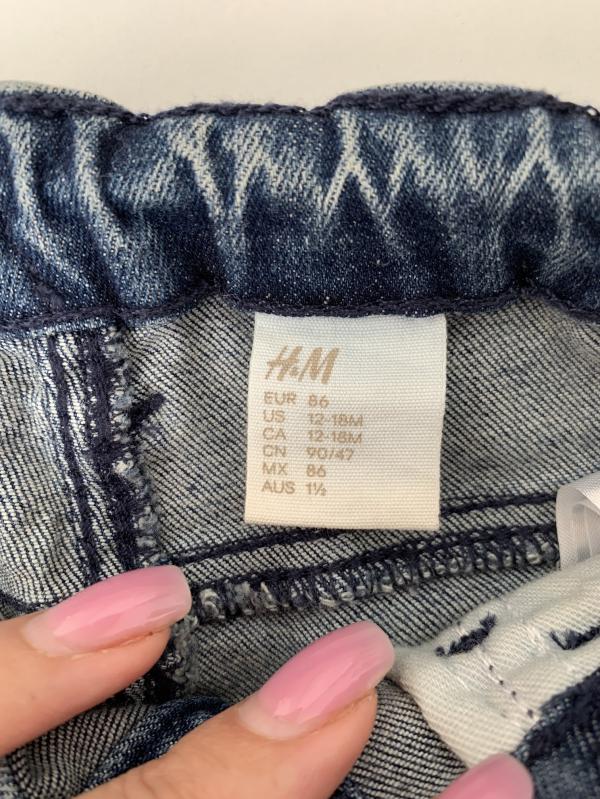 H&M
EUR 86
US 12-18M
CA 12-18M
CN 90/47
MX 86
AUS 1½